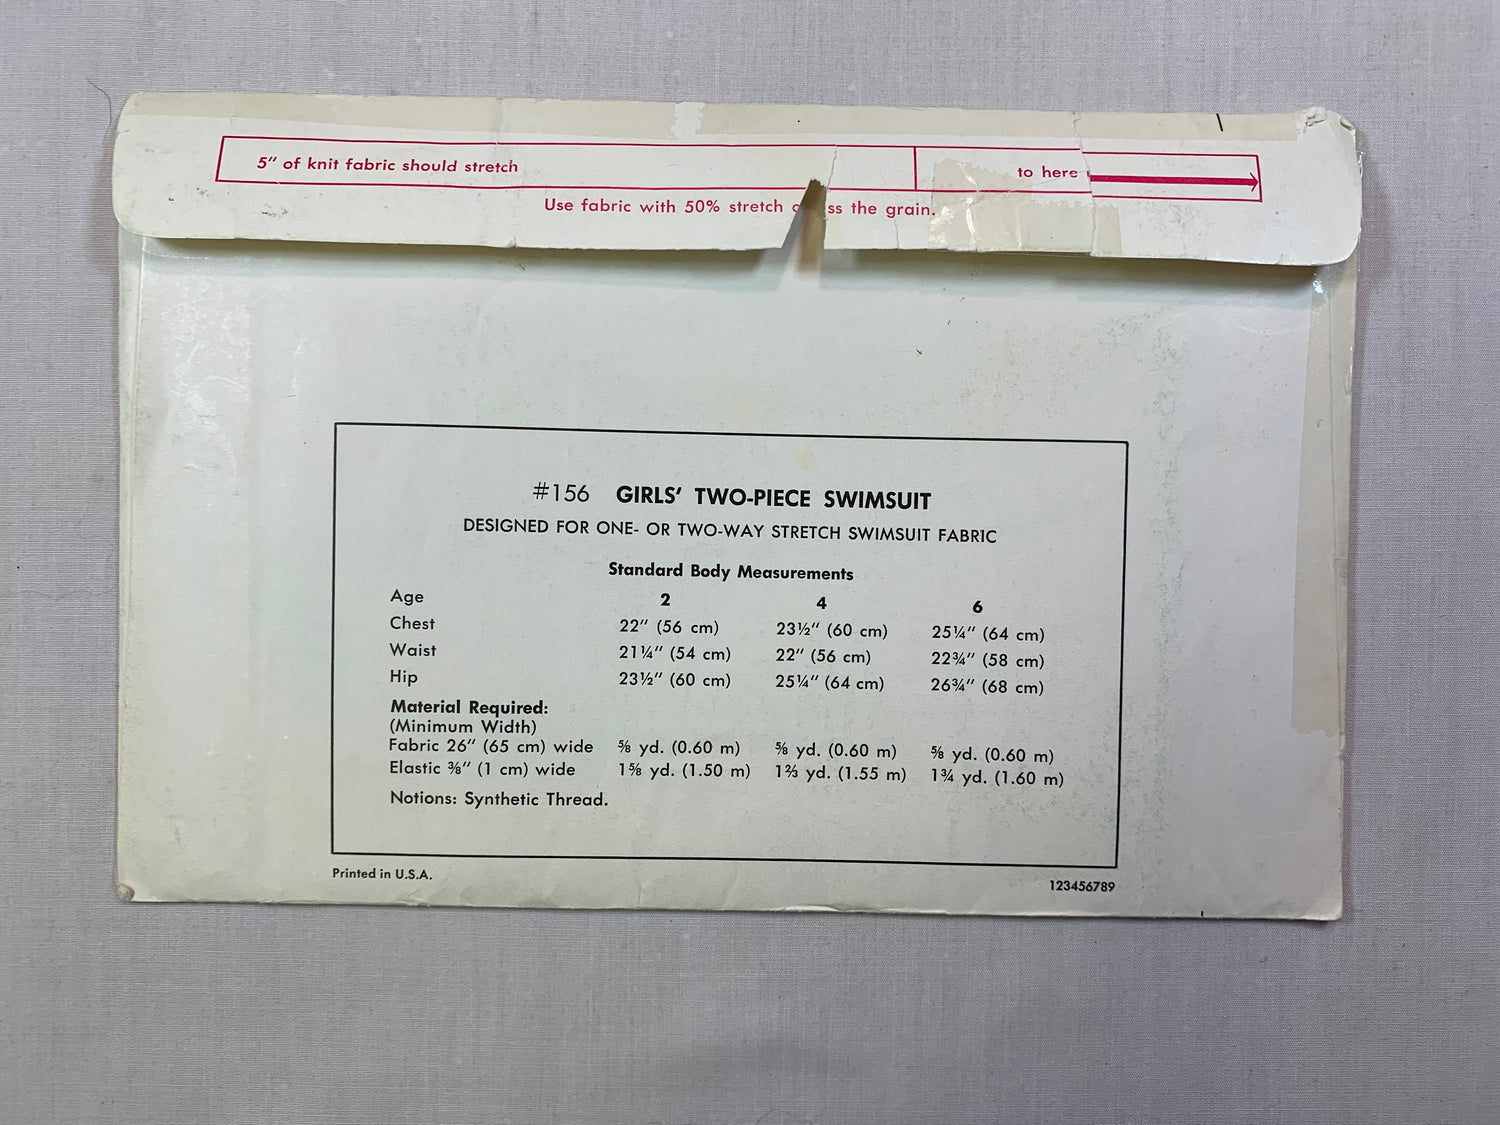 5" of knit fabric should stretch to here
Use fabric with 50% stretch ss the grain.
#156 GIRLS' TWO-PIECE SWIMSUIT
DESIGNED FOR ONE- OR TWO-WAY STRETCH SWIMSUIT FABRIC
Standard Body Measurements
Age 2 4 6
Chest 22" (56 cm) 23½" (60 cm) 25¼" (64 cm)
Waist 21¼" (54 cm) 22" (56 cm) 22¾" (58 cm)
Hip 23½" (60 cm) 25¼" (64 cm) 26¾" (68 cm)
Material Required:
(Minimum Width)
Fabric 26" (65 cm) wide ⅝ yd. (0.60 m) ⅝ yd. (0.60 m) ⅝ yd. (0.60 m)
Elastic ⅜" (1 cm) wide 1⅝ yd. (1.50 m) 1⅔ yd. (1.55 m) 1¾ yd. (1.60 m)
Notions: Synthetic Thread.
Printed in U.S.A.
123456789